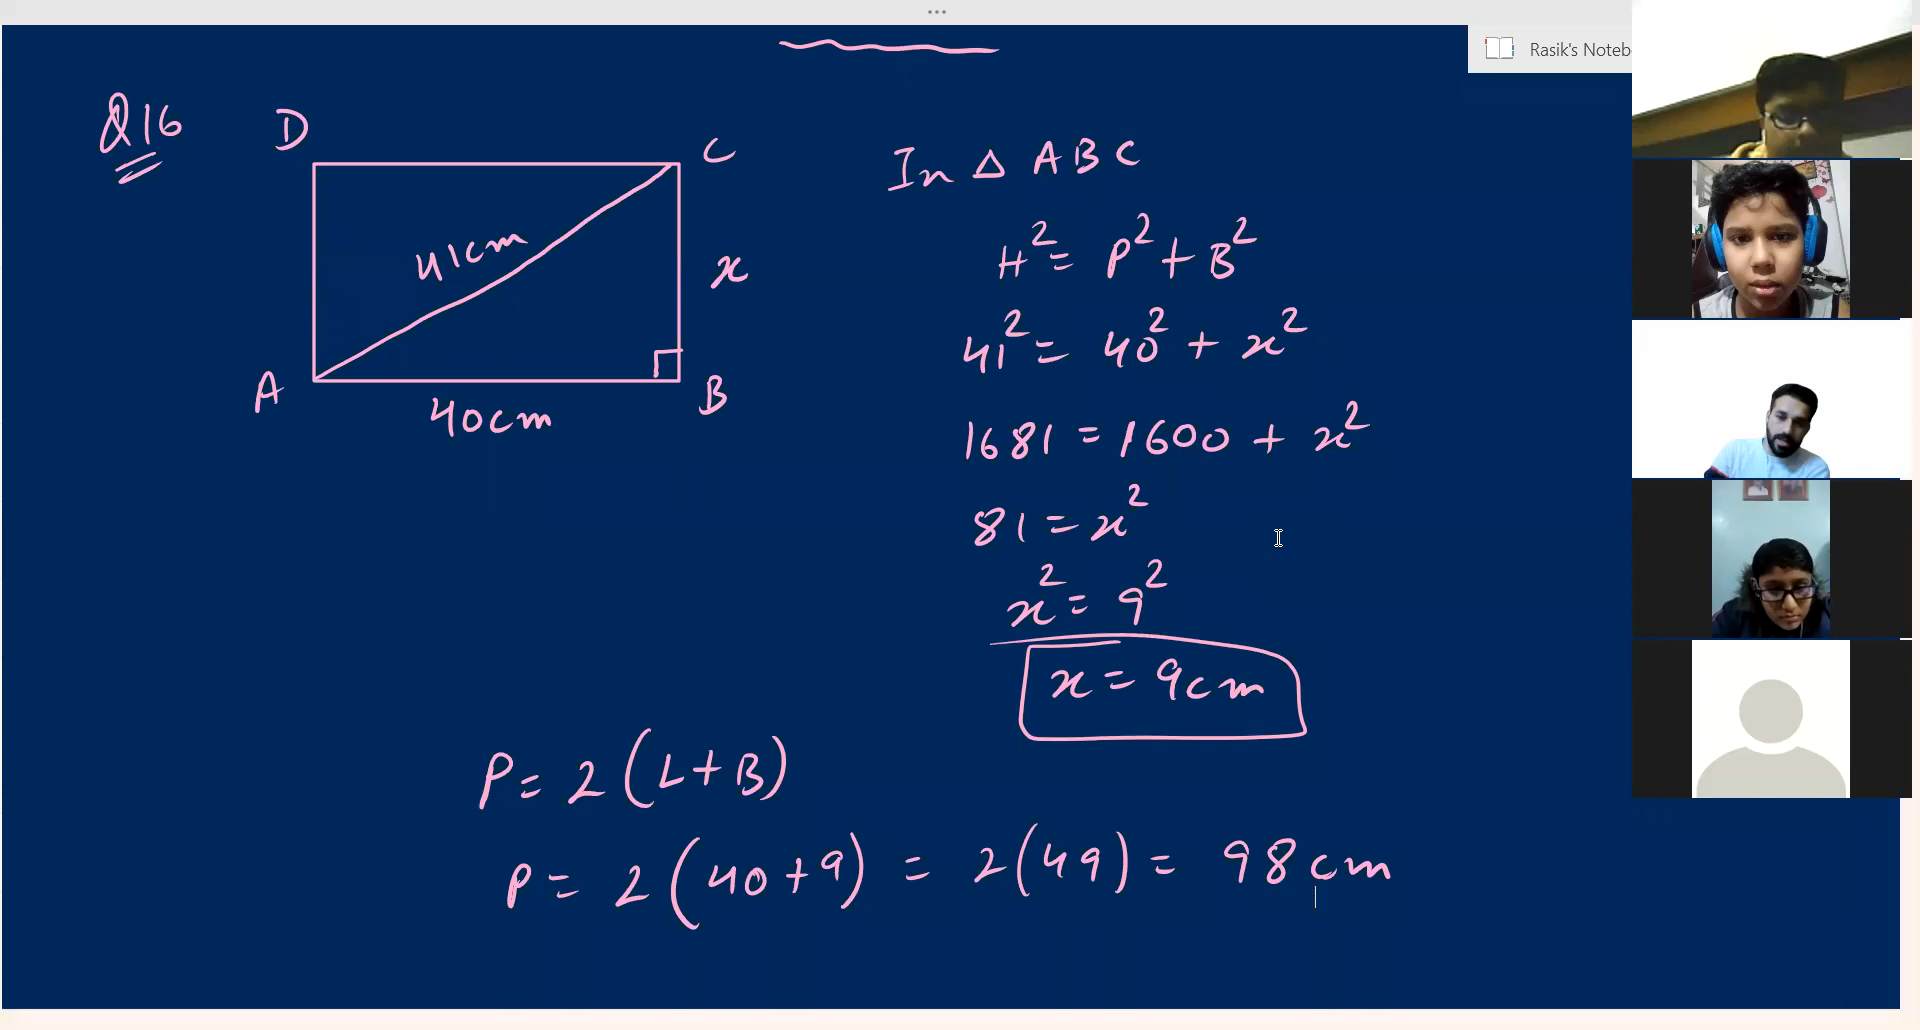 Rasik's Noteb
Q16
D
C
41cm
x
A
B
40cm
In △ ABC
H² = P² + B²
41² = 40² + x²
1681 = 1600 + x²
81 = x²
x² = 9²
x = 9cm
P = 2(L+B)
P = 2(40+9) = 2(49) = 98cm